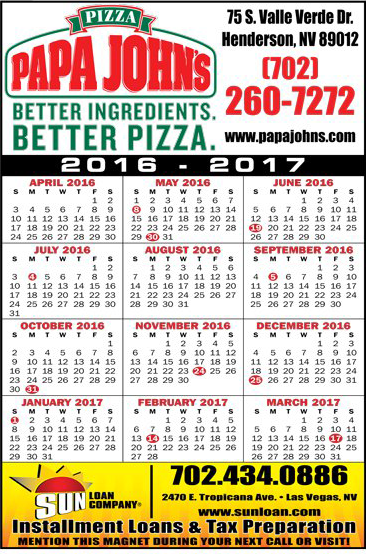 PIZZA
PAPA JOHN'S
BETTER INGREDIENTS.
BETTER PIZZA.
75 S. Valle Verde Dr.
Henderson, NV 89012
(702)
260-7272
www.papajohns.com
2016 - 2017
APRIL 2016
S M T W T F S
1 2
3 4 5 6 7 8 9
10 11 12 13 14 15 16
17 18 19 20 21 22 23
24 25 26 27 28 29 30
MAY 2016
S M T W T F S
1 2 3 4 5 6 7
8 9 10 11 12 13 14
15 16 17 18 19 20 21
22 23 24 25 26 27 28
29 30 31
JUNE 2016
S M T W T F S
1 2 3 4
5 6 7 8 9 10 11
12 13 14 15 16 17 18
19 20 21 22 23 24 25
26 27 28 29 30
JULY 2016
S M T W T F S
1 2
3 4 5 6 7 8 9
10 11 12 13 14 15 16
17 18 19 20 21 22 23
24 25 26 27 28 29 30
31
AUGUST 2016
S M T W T F S
1 2 3 4 5 6
7 8 9 10 11 12 13
14 15 16 17 18 19 20
21 22 23 24 25 26 27
28 29 30 31
SEPTEMBER 2016
S M T W T F S
1 2 3
4 5 6 7 8 9 10
11 12 13 14 15 16 17
18 19 20 21 22 23 24
25 26 27 28 29 30
OCTOBER 2016
S M T W T F S
1
2 3 4 5 6 7 8
9 10 11 12 13 14 15
16 17 18 19 20 21 22
23 24 25 26 27 28 29
30 31
NOVEMBER 2016
S M T W T F S
1 2 3 4 5
6 7 8 9 10 11 12
13 14 15 16 17 18 19
20 21 22 23 24 25 26
27 28 29 30
DECEMBER 2016
S M T W T F S
1 2 3
4 5 6 7 8 9 10
11 12 13 14 15 16 17
18 19 20 21 22 23 24
25 26 27 28 29 30 31
JANUARY 2017
S M T W T F S
1 2 3 4 5 6 7
8 9 10 11 12 13 14
15 16 17 18 19 20 21
22 23 24 25 26 27 28
29 30 31
FEBRUARY 2017
S M T W T F S
1 2 3 4
5 6 7 8 9 10 11
12 13 14 15 16 17 18
19 20 21 22 23 24 25
26 27 28
MARCH 2017
S M T W T F S
1 2 3 4
5 6 7 8 9 10 11
12 13 14 15 16 17 18
19 20 21 22 23 24 25
26 27 28 29 30 31
SUN LOAN COMPANY®
702.434.0886
2470 E. Tropicana Ave. • Las Vegas, NV
www.sunloan.com
Installment Loans & Tax Preparation
MENTION THIS MAGNET DURING YOUR NEXT CALL OR VISIT!